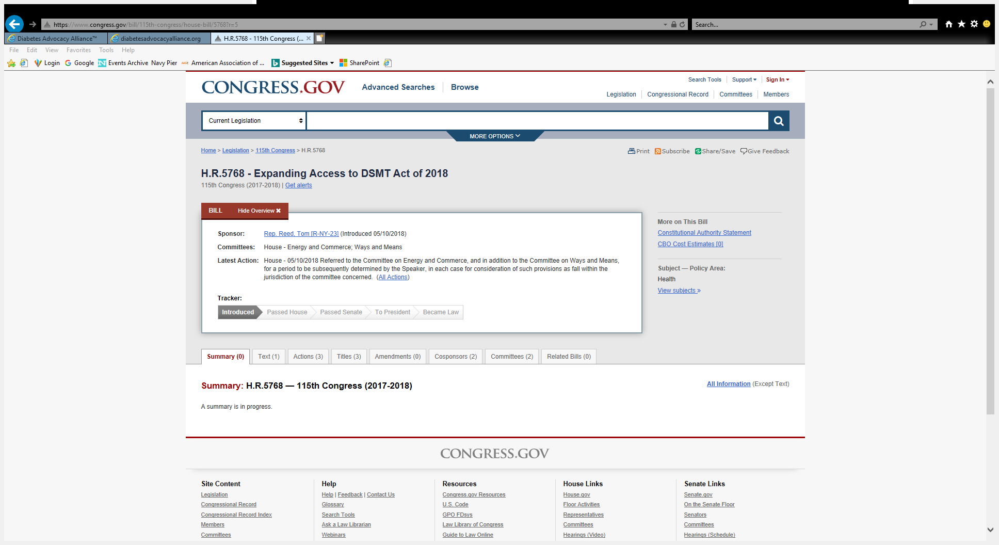 https://www.congress.gov/bill/115th-congress/house-bill/5768?r=5
Search...
Diabetes Advocacy Alliance™
diabetesadvocacyalliance.org
H.R.5768 - 115th Congress (...
File Edit View Favorites Tools Help
Login Google Events Archive Navy Pier American Association of ... Suggested Sites SharePoint
CONGRESS.GOV
Advanced Searches Browse
Search Tools Support Sign In
Legislation Congressional Record Committees Members
Current Legislation
MORE OPTIONS
Home > Legislation > 115th Congress > H.R.5768
Print Subscribe Share/Save Give Feedback
H.R.5768 - Expanding Access to DSMT Act of 2018
115th Congress (2017-2018) | Get alerts
BILL Hide Overview
Sponsor: Rep. Reed, Tom [R-NY-23] (Introduced 05/10/2018)
Committees: House - Energy and Commerce; Ways and Means
Latest Action: House - 05/10/2018 Referred to the Committee on Energy and Commerce, and in addition to the Committee on Ways and Means,
for a period to be subsequently determined by the Speaker, in each case for consideration of such provisions as fall within the
jurisdiction of the committee concerned. (All Actions)
Tracker:
Introduced Passed House Passed Senate To President Became Law
More on This Bill
Constitutional Authority Statement
CBO Cost Estimates [0]
Subject — Policy Area:
Health
View subjects »
Summary (0) Text (1) Actions (3) Titles (3) Amendments (0) Cosponsors (2) Committees (2) Related Bills (0)
Summary: H.R.5768 — 115th Congress (2017-2018)
All Information (Except Text)
A summary is in progress.
CONGRESS.GOV
Site Content
Legislation
Congressional Record
Congressional Record Index
Members
Committees
Help
Help | Feedback | Contact Us
Glossary
Search Tools
Ask a Law Librarian
Webinars
Resources
Congress.gov Resources
U.S. Code
GPO FDsys
Law Library of Congress
Guide to Law Online
House Links
House.gov
Floor Activities
Representatives
Committees
Hearings (Video)
Senate Links
Senate.gov
On the Senate Floor
Senators
Committees
Hearings (Schedule)